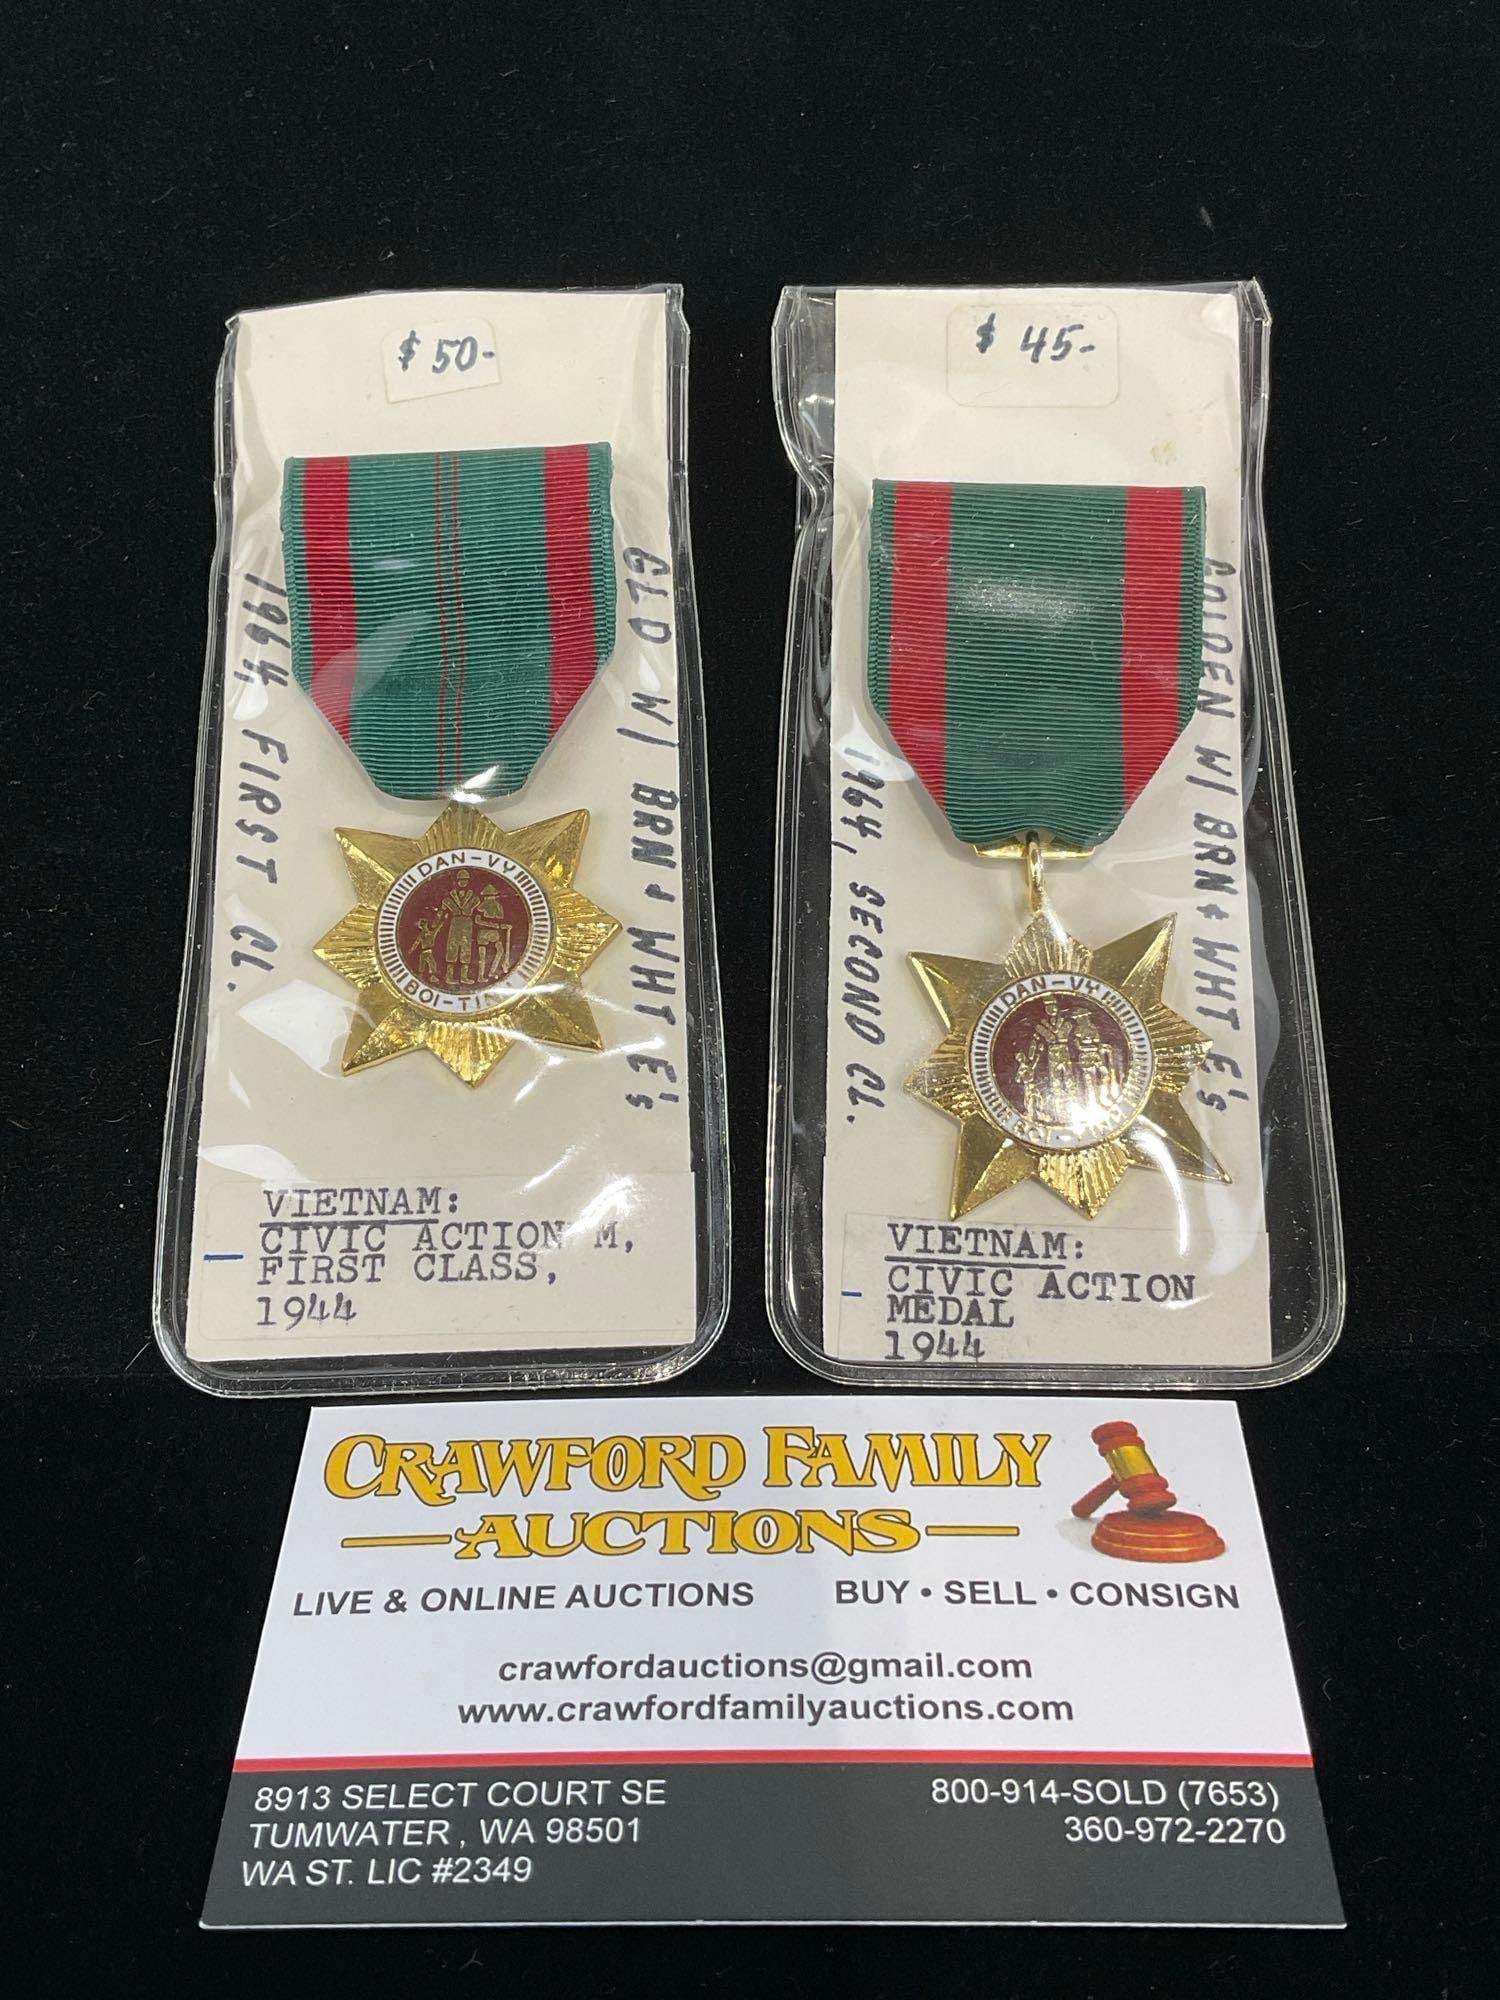 $ 50-
1964, FIRST CL.
GLD W/ BRN & WHT E's
DAN-VY
BOI-TIN
VIETNAM:
CIVIC ACTION M,
FIRST CLASS,
1944
$ 45-
1964, SECOND CL.
GOLDEN W/ BRN & WHT E's
DAN-VY
BOI-TINH
VIETNAM:
CIVIC ACTION
MEDAL
1944
CRAWFORD FAMILY
AUCTIONS
LIVE & ONLINE AUCTIONS BUY • SELL • CONSIGN
crawfordauctions@gmail.com
www.crawfordfamilyauctions.com
8913 SELECT COURT SE
TUMWATER , WA 98501
WA ST. LIC #2349
800-914-SOLD (7653)
360-972-2270